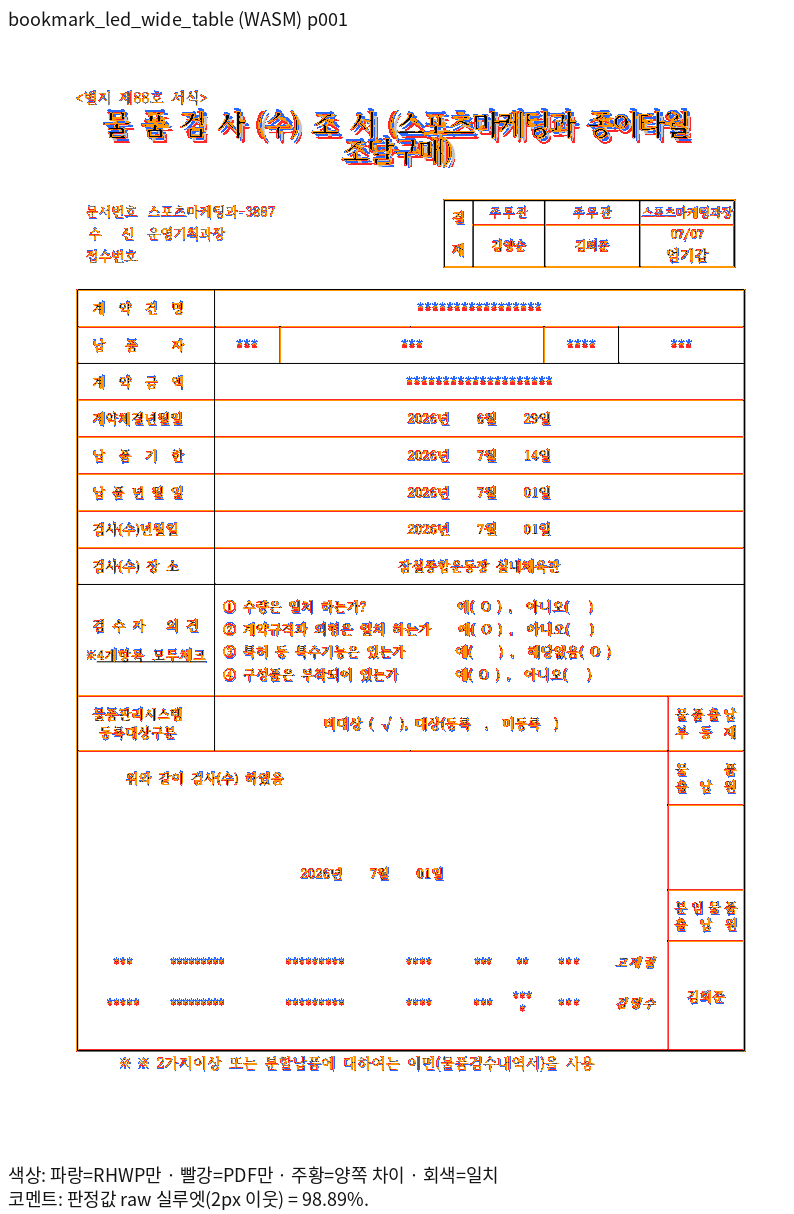 bookmark_led_wide_table (WASM) p001
<별지 제88호 서식>
물 품 검 사 (수) 조 서 (스포츠마케팅과 종이타월
조달구매)
문서번호 스포츠마케팅과-3867
수 신 운영기획과장
접수번호
결 재
주무관 주무관 스포츠마케팅과장
07/07
김양순 김희준 엄기갑
계 약 건 명 *****************
납 품 자 *** *** **** ***
계 약 금 액 ********************
계약체결년월일 2026년 6월 29일
납 품 기 한 2026년 7월 14일
납 품 년 월 일 2026년 7월 01일
검사(수)년월일 2026년 7월 01일
검사(수) 장 소 잠실종합운동장 실내체육관
검 수 자 의 견
※4개항목 모두체크
① 수량은 일치 하는가? 예( O ) , 아니오( )
② 계약규격과 외형은 일치 하는가 예( O ) , 아니오( )
③ 특허 등 특수기능은 있는가 예( ) , 해당없음( O )
④ 구성품은 부착되어 있는가 예( O ) , 아니오( )
물품관리시스템
등록대상구분
비대상 ( √ ), 대상(등록 , 미등록 )
물품출납
부 등 재
위와 같이 검사(수) 하였음
물 품
출 납 원
2026년 7월 01일
분임물품
출 납 원
*** ********* ********* **** *** ** ***
***** ********* ********* **** *** **** ***
김희준
※ ※ 2가지이상 또는 분할납품에 대하여는 이면(물품검수내역서)을 사용
색상: 파랑=RHWP만 · 빨강=PDF만 · 주황=양쪽 차이 · 회색=일치
코멘트: 판정값 raw 실루엣(2px 이웃) = 98.89%.